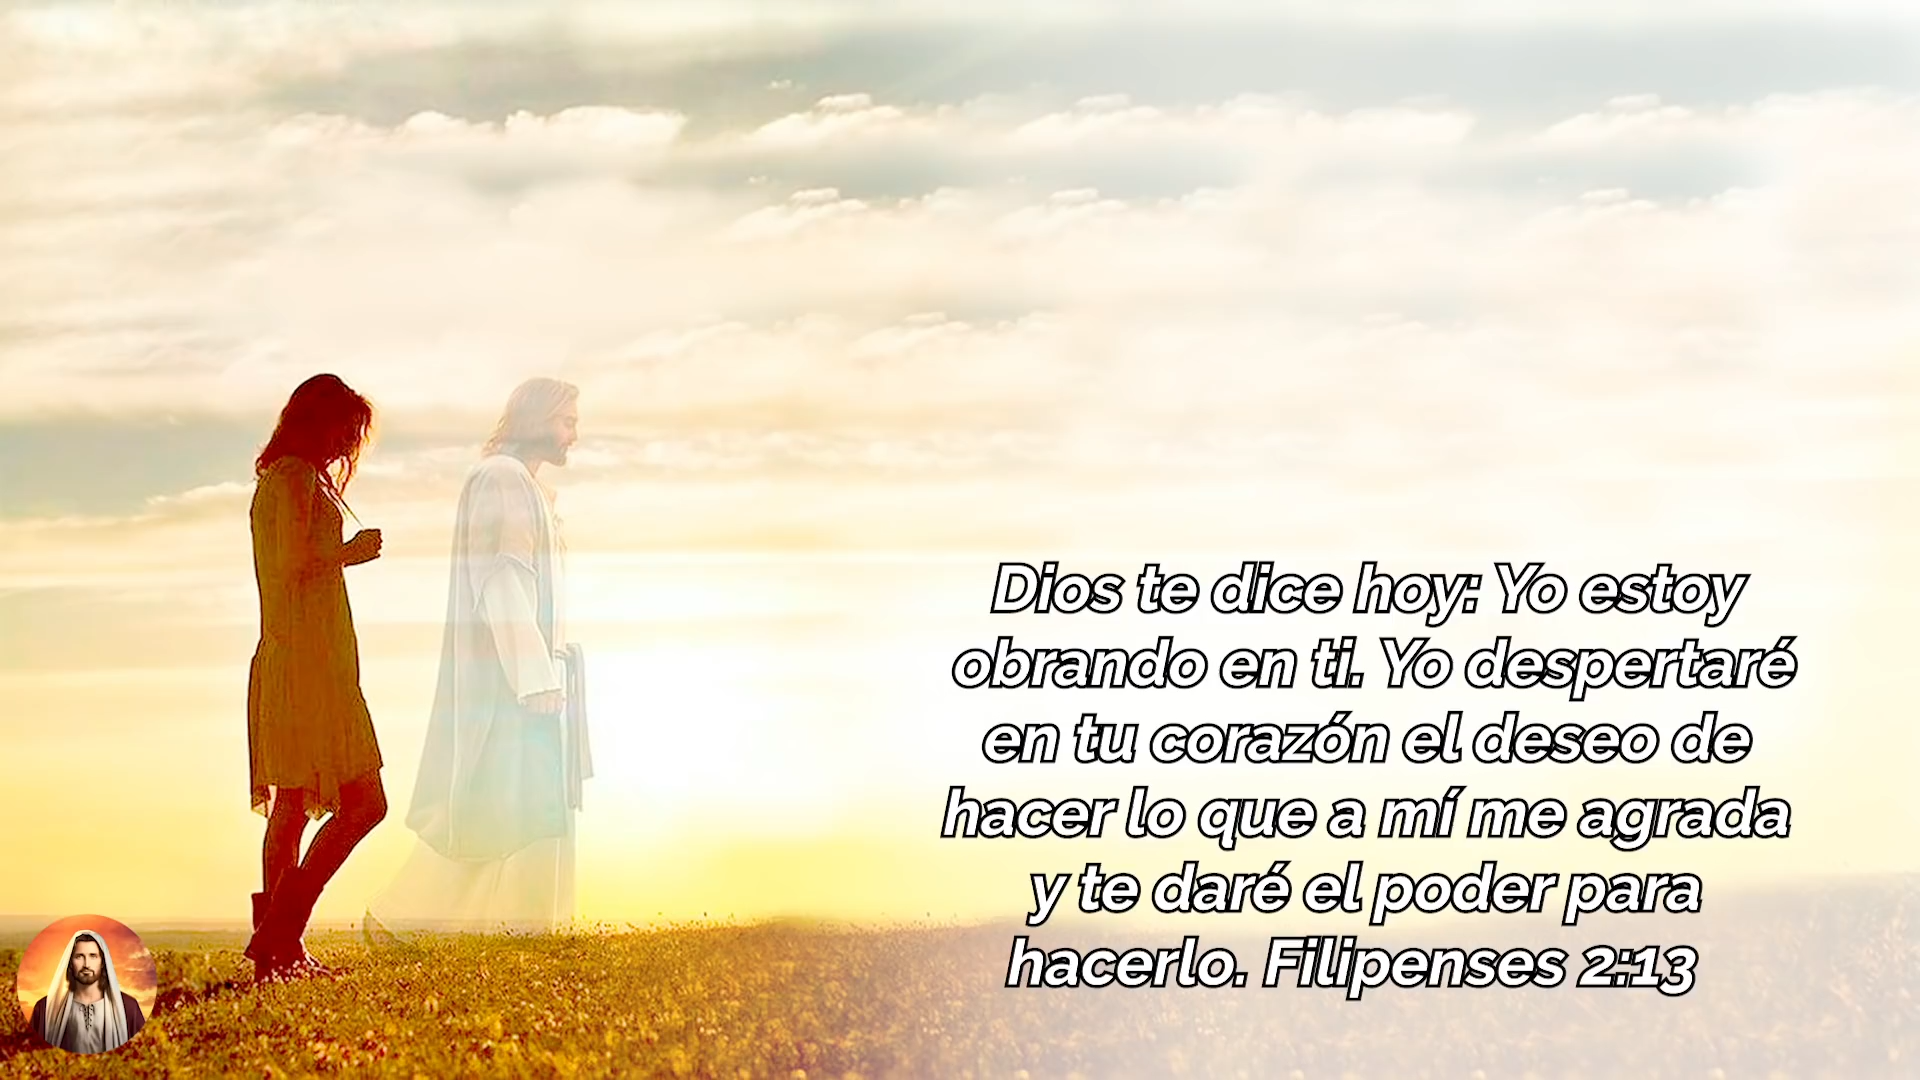 Dios te dice hoy: Yo estoy
obrando en ti. Yo despertaré
en tu corazón el deseo de
hacer lo que a mí me agrada
y te daré el poder para
hacerlo. Filipenses 2:13